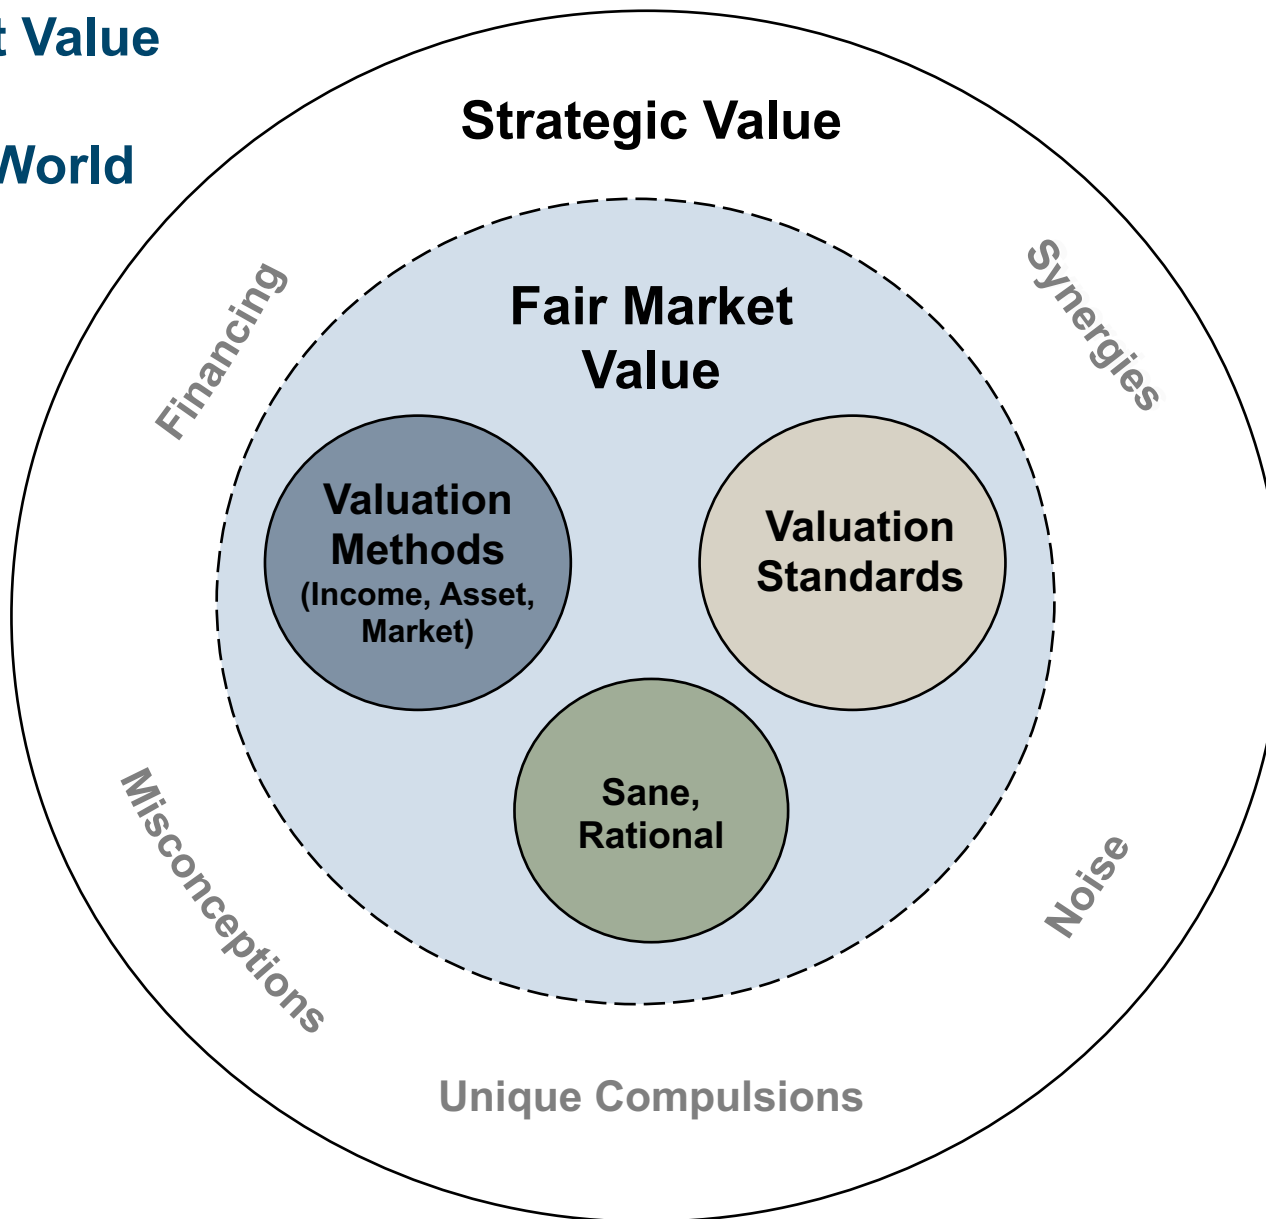 t Value
World
Strategic Value
Financing
Synergies
Fair Market
Value
Valuation
Methods
(Income, Asset,
Market)
Valuation
Standards
Sane,
Rational
Misconceptions
Noise
Unique Compulsions